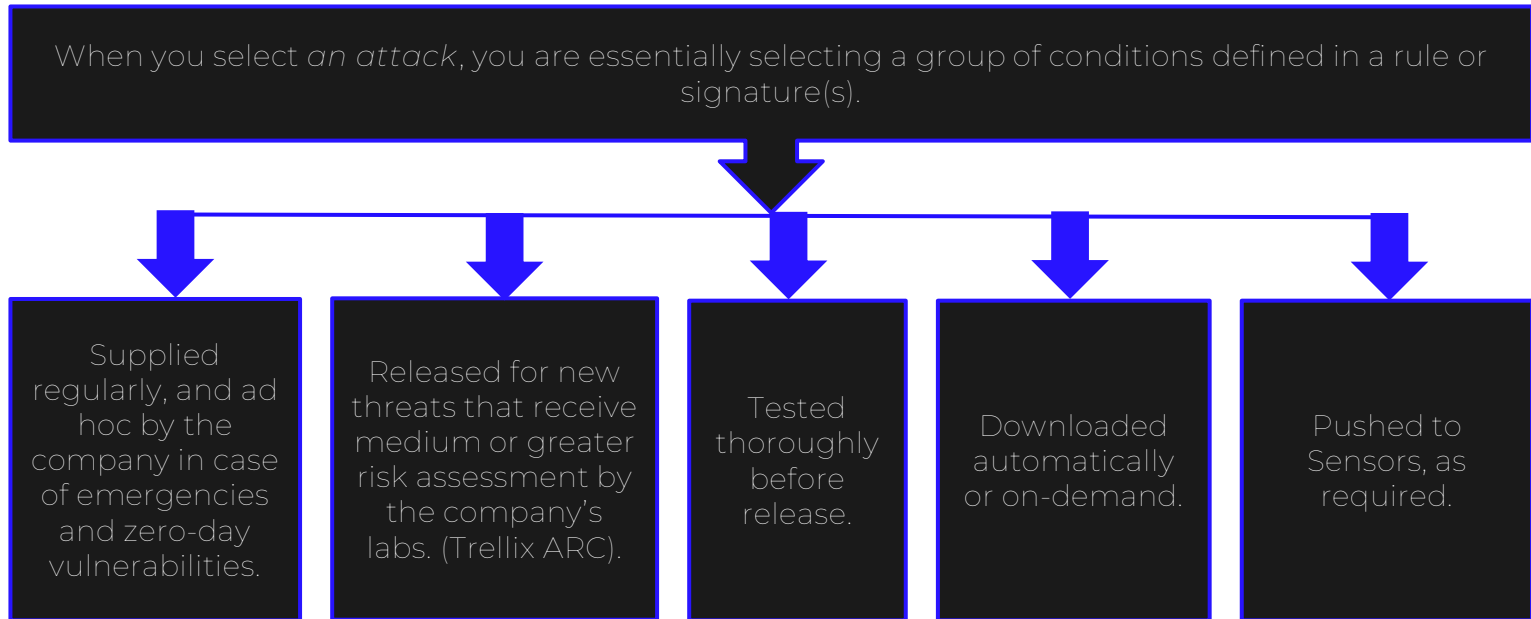 When you select an attack, you are essentially selecting a group of conditions defined in a rule or
signature(s).
Supplied
regularly, and ad
hoc by the
company in case
of emergencies
and zero-day
vulnerabilities.
Released for new
threats that receive
medium or greater
risk assessment by
the company’s
labs. (Trellix ARC).
Tested
thoroughly
before
release.
Downloaded
automatically
or on-demand.
Pushed to
Sensors, as
required.